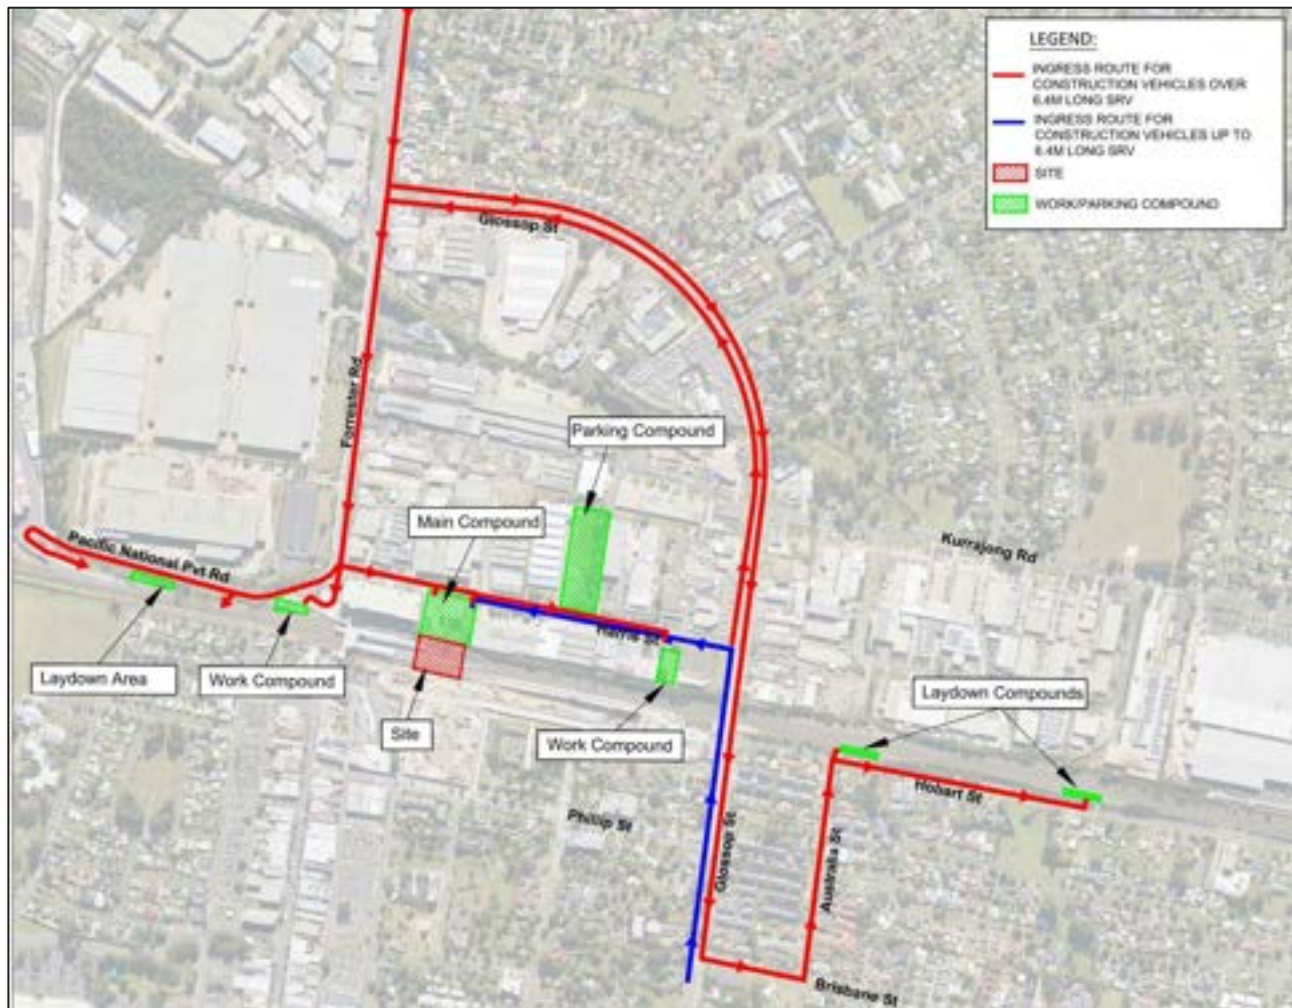 LEGEND:
INGRESS ROUTE FOR
CONSTRUCTION VEHICLES OVER
6.4M LONG SRV
INGRESS ROUTE FOR
CONSTRUCTION VEHICLES UP TO
6.4M LONG SRV
SITE
WORK/PARKING COMPOUND
Glossop St
Forrester Rd
Parking Compound
Main Compound
Kurrajong Rd
Pacific National Pvt Rd
Harris St
Laydown Area
Work Compound
Site
Work Compound
Laydown Compounds
Hobart St
Phillip St
Glossop St
Australia St
Brisbane St